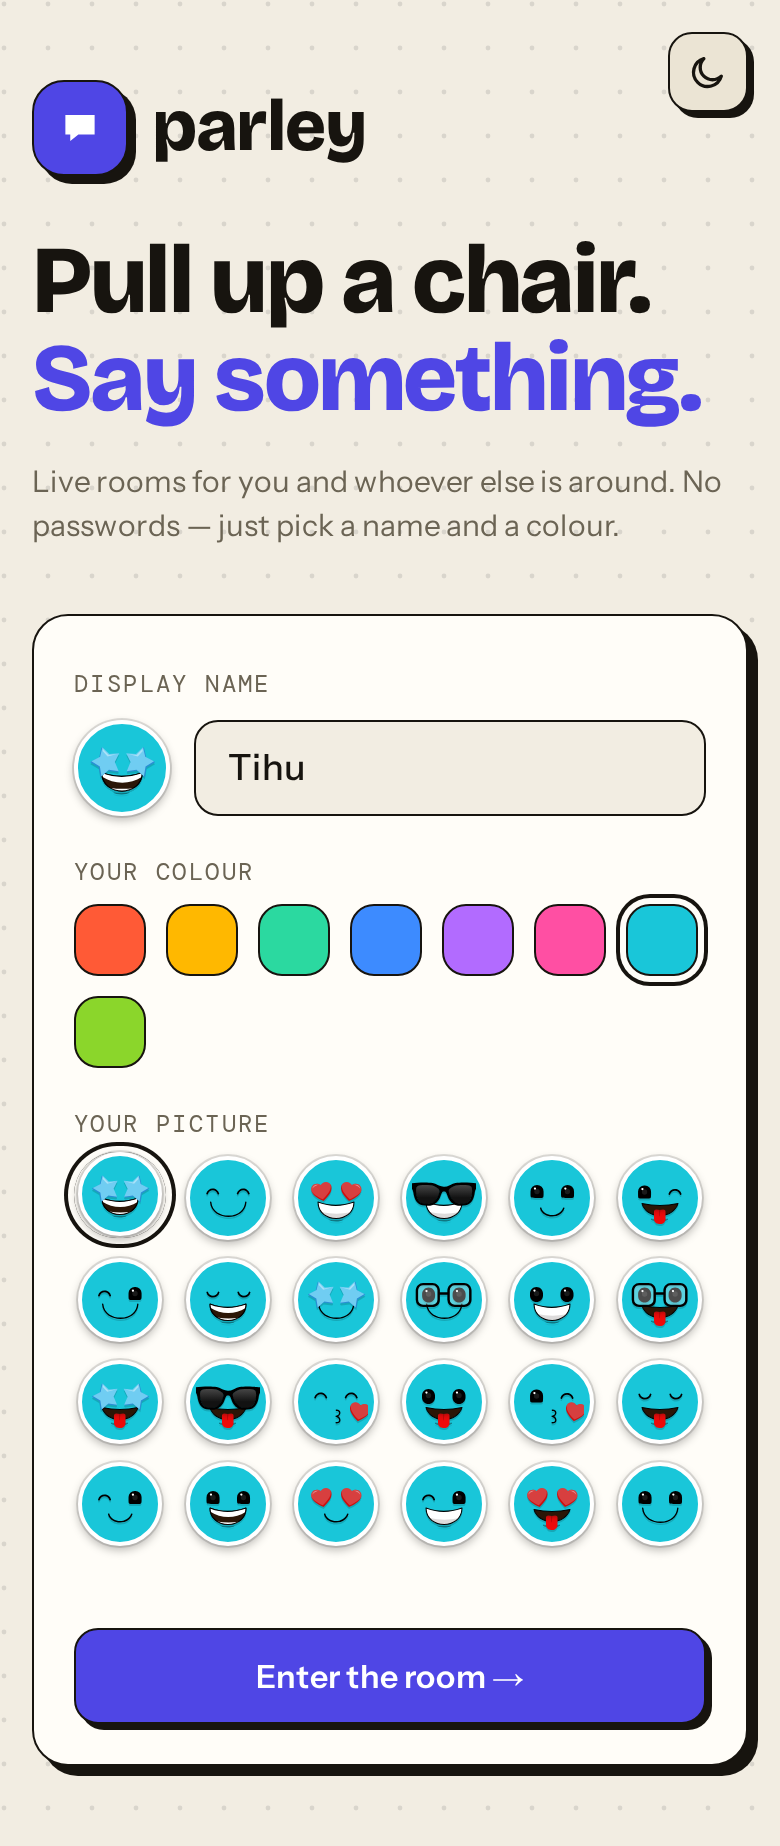 parley
Pull up a chair.
Say something.
Live rooms for you and whoever else is around. No
passwords — just pick a name and a colour.
DISPLAY NAME
Tihu
YOUR COLOUR
YOUR PICTURE
Enter the room →